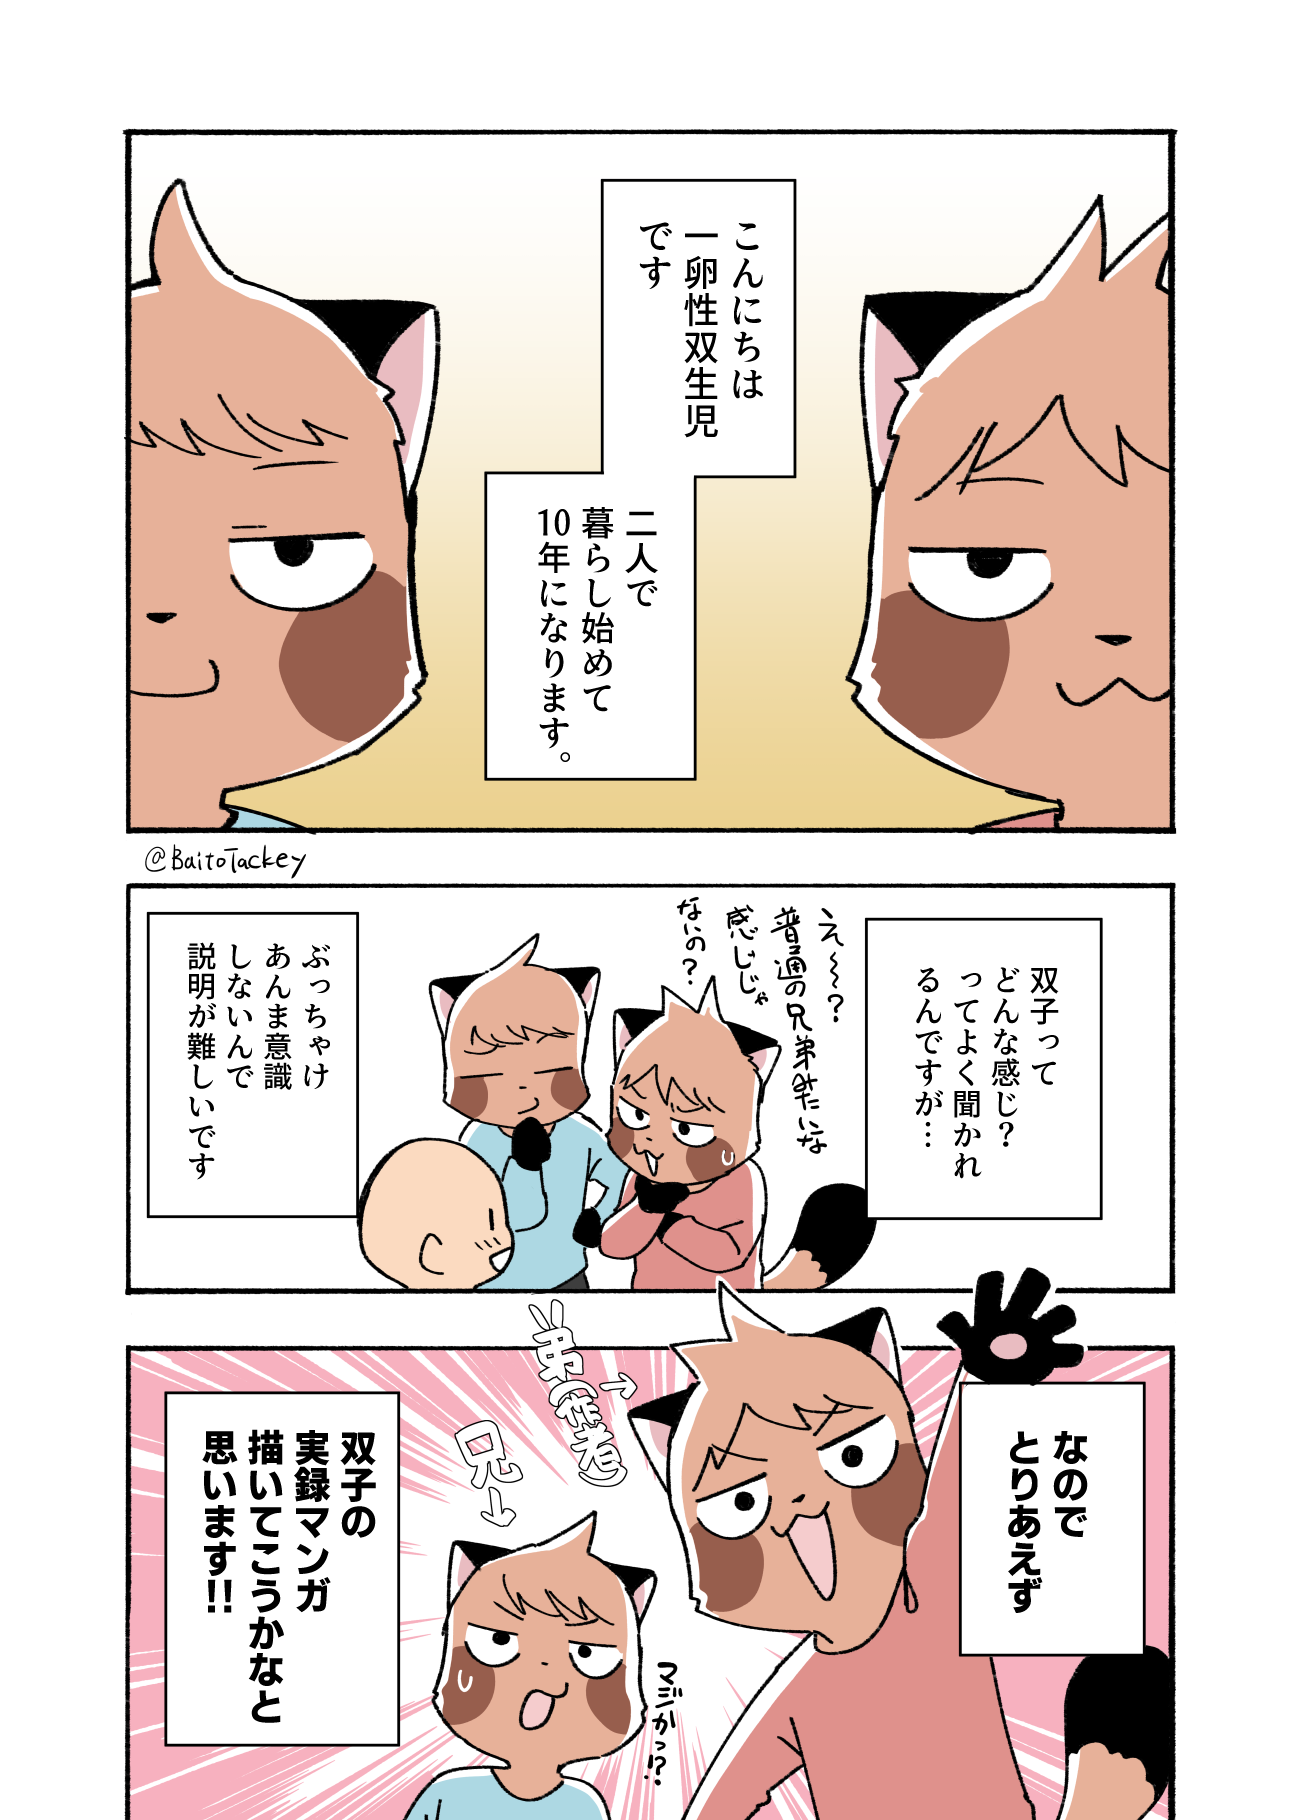 こんにちは
一卵性双生児
です
二人で
暮らし始めて
10年になります。
@BaitoTackey
双子って
どんな感じ？
ってよく聞かれ
るんですが…
え〜〜？
普通の兄弟みたいな
感じじゃ
ないの？
ぶっちゃけ
あんま意識
しないんで
説明が難しいです
なので
とりあえず
弟(作者)→
兄→
マジかっ!?
双子の
実録マンガ
描いてこうかなと
思います!!